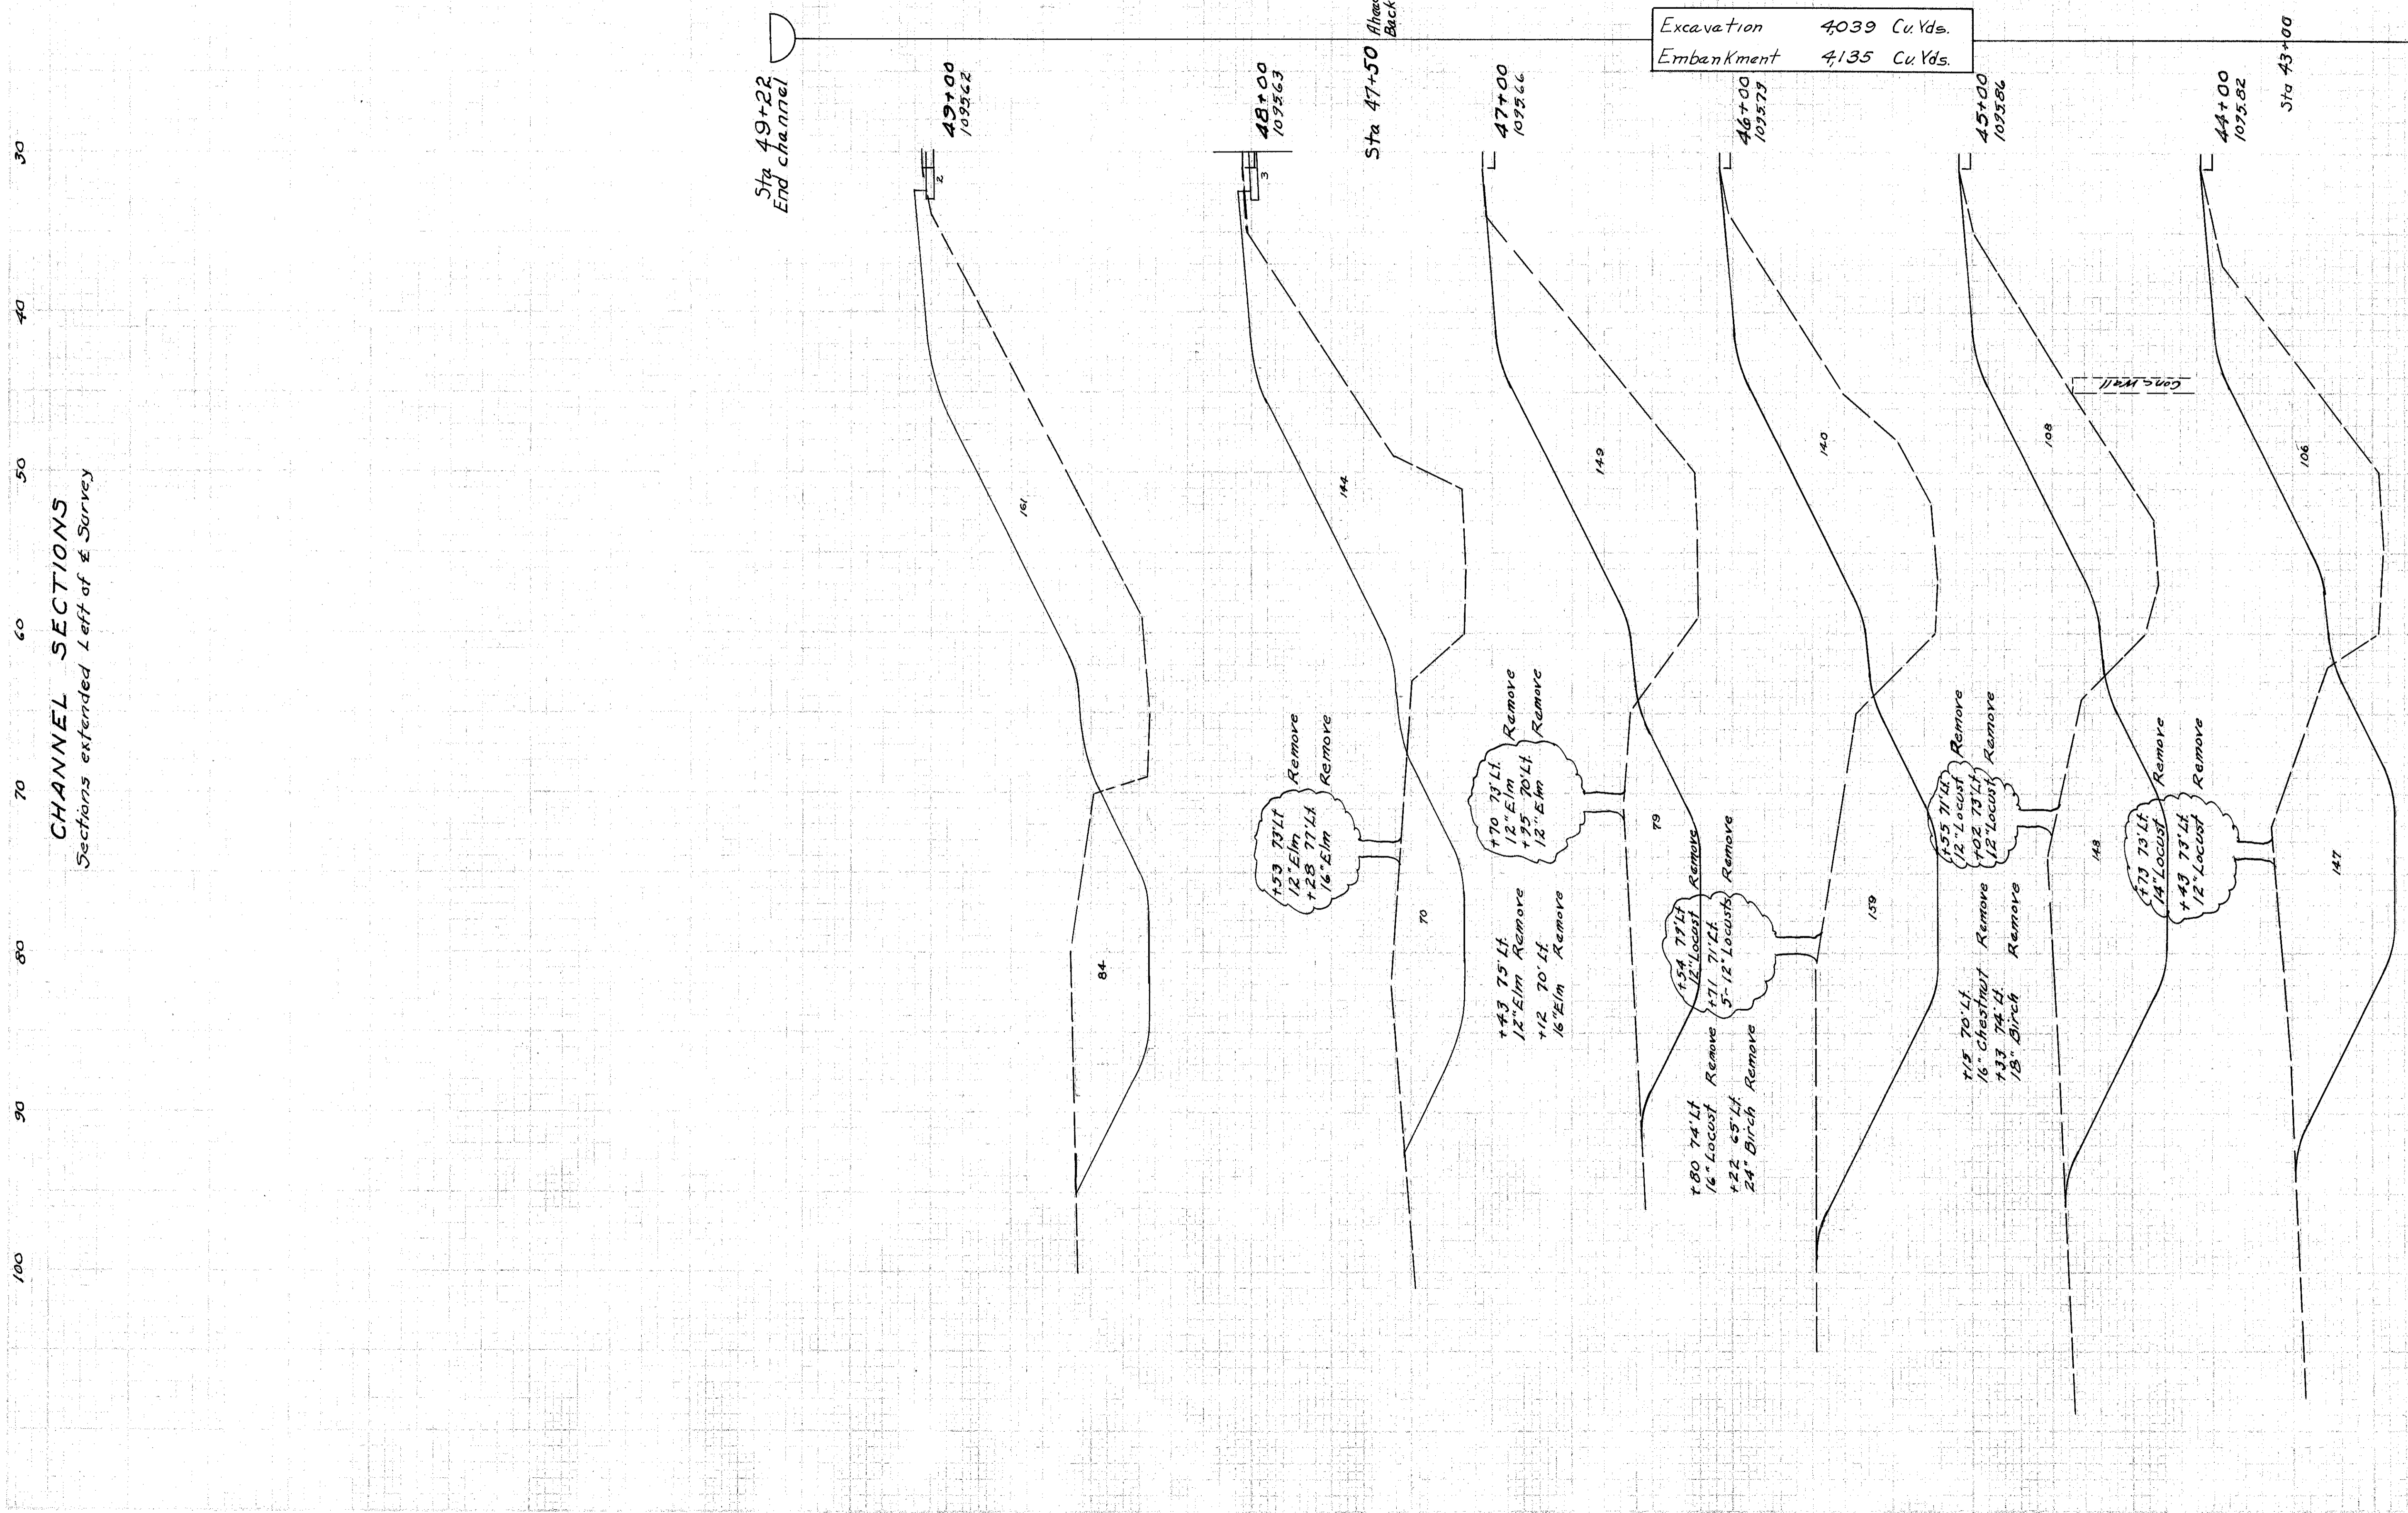 CHANNEL SECTIONS
Sections extended Left of ℄ Survey
30
40
50
60
70
80
90
100
Excavation 4,039 Cu. Yds.
Embankment 4,135 Cu. Yds.
Sta 49+22
End channel
49+00
1095.62
2
161
84
48+00
1095.63
3
144
70
+53 73' Lt
12" Elm Remove
+28 77' Lt.
16" Elm Remove
Sta 47+50 Ahead
Back
47+00
1095.66
149
79
+70 73' Lt.
12" Elm Remove
+95 70' Lt.
12" Elm Remove
+43 75' Lt.
12" Elm Remove
+12 70' Lt.
16" Elm Remove
46+00
1095.79
140
159
+54 77' Lt
12" Locust Remove
+71 71' Lt.
5-12" Locusts Remove
+80 74' Lt
16" Locust Remove
+22 65' Lt.
24" Birch Remove
45+00
1095.86
Conc. Wall
108
148
+55 71' Lt.
12" Locust Remove
+02 73' Lt.
12" Locust Remove
+15 70' Lt.
16" Chestnut Remove
+33 74' Lt.
18" Birch Remove
44+00
1095.82
106
147
+73 73' Lt.
14" Locust Remove
+43 73' Lt.
12" Locust Remove
Sta 43+00